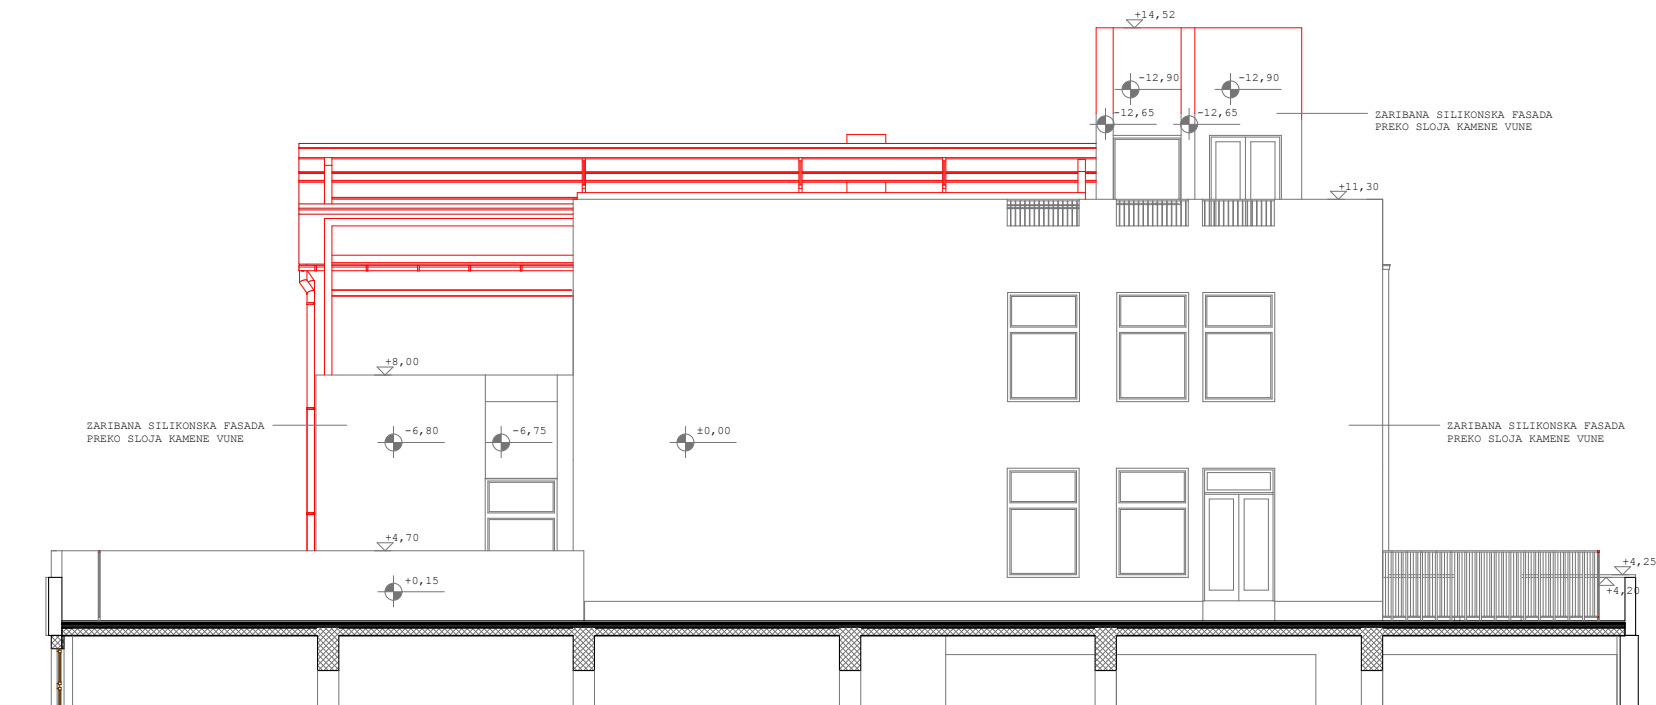 +14,52
-12,90
-12,90
-12,65
-12,65
ZARIBANA SILIKONSKA FASADA
PREKO SLOJA KAMENE VUNE
+11,30
+8,00
ZARIBANA SILIKONSKA FASADA
PREKO SLOJA KAMENE VUNE
-6,80
-6,75
±0,00
ZARIBANA SILIKONSKA FASADA
PREKO SLOJA KAMENE VUNE
+4,70
+0,15
+4,25
+4,20